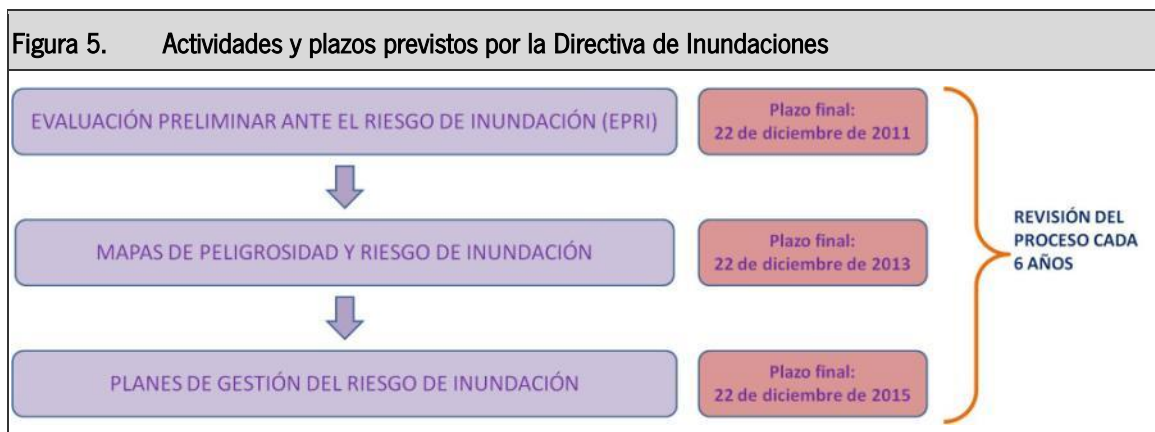 Figura 5. Actividades y plazos previstos por la Directiva de Inundaciones
EVALUACIÓN PRELIMINAR ANTE EL RIESGO DE INUNDACIÓN (EPRI)
Plazo final:
22 de diciembre de 2011
MAPAS DE PELIGROSIDAD Y RIESGO DE INUNDACIÓN
Plazo final:
22 de diciembre de 2013
PLANES DE GESTIÓN DEL RIESGO DE INUNDACIÓN
Plazo final:
22 de diciembre de 2015
REVISIÓN DEL
PROCESO CADA
6 AÑOS